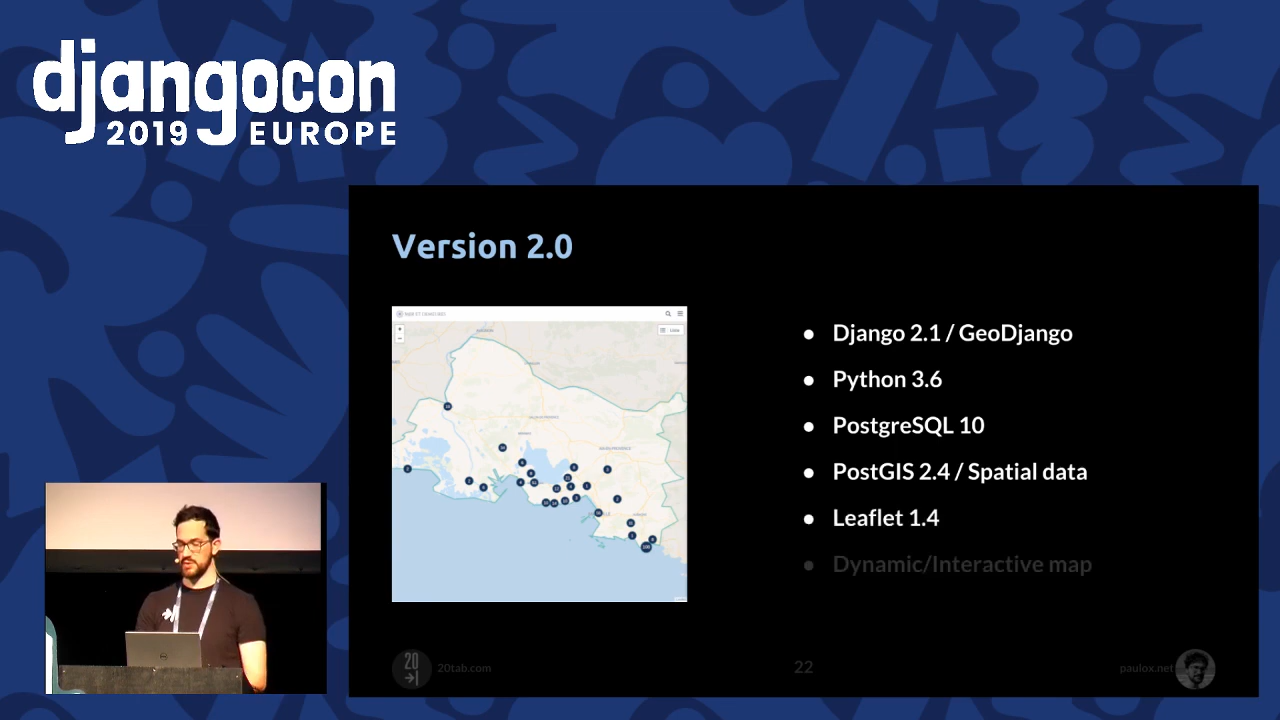 djangocon
2019 EUROPE
Version 2.0
Django 2.1 / GeoDjango
Python 3.6
PostgreSQL 10
PostGIS 2.4 / Spatial data
Leaflet 1.4
Dynamic/Interactive map
20
20tab.com
22
paulox.net